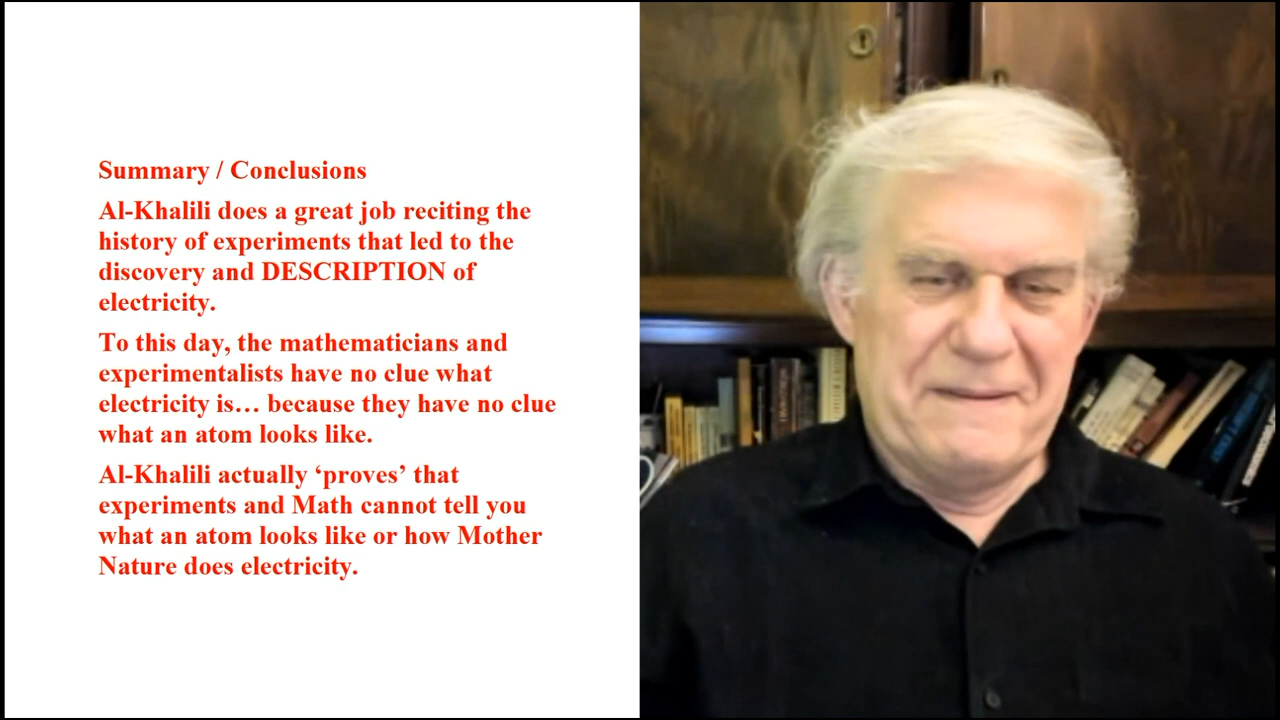 Summary / Conclusions
Al-Khalili does a great job reciting the
history of experiments that led to the
discovery and DESCRIPTION of
electricity.
To this day, the mathematicians and
experimentalists have no clue what
electricity is… because they have no clue
what an atom looks like.
Al-Khalili actually ‘proves’ that
experiments and Math cannot tell you
what an atom looks like or how Mother
Nature does electricity.